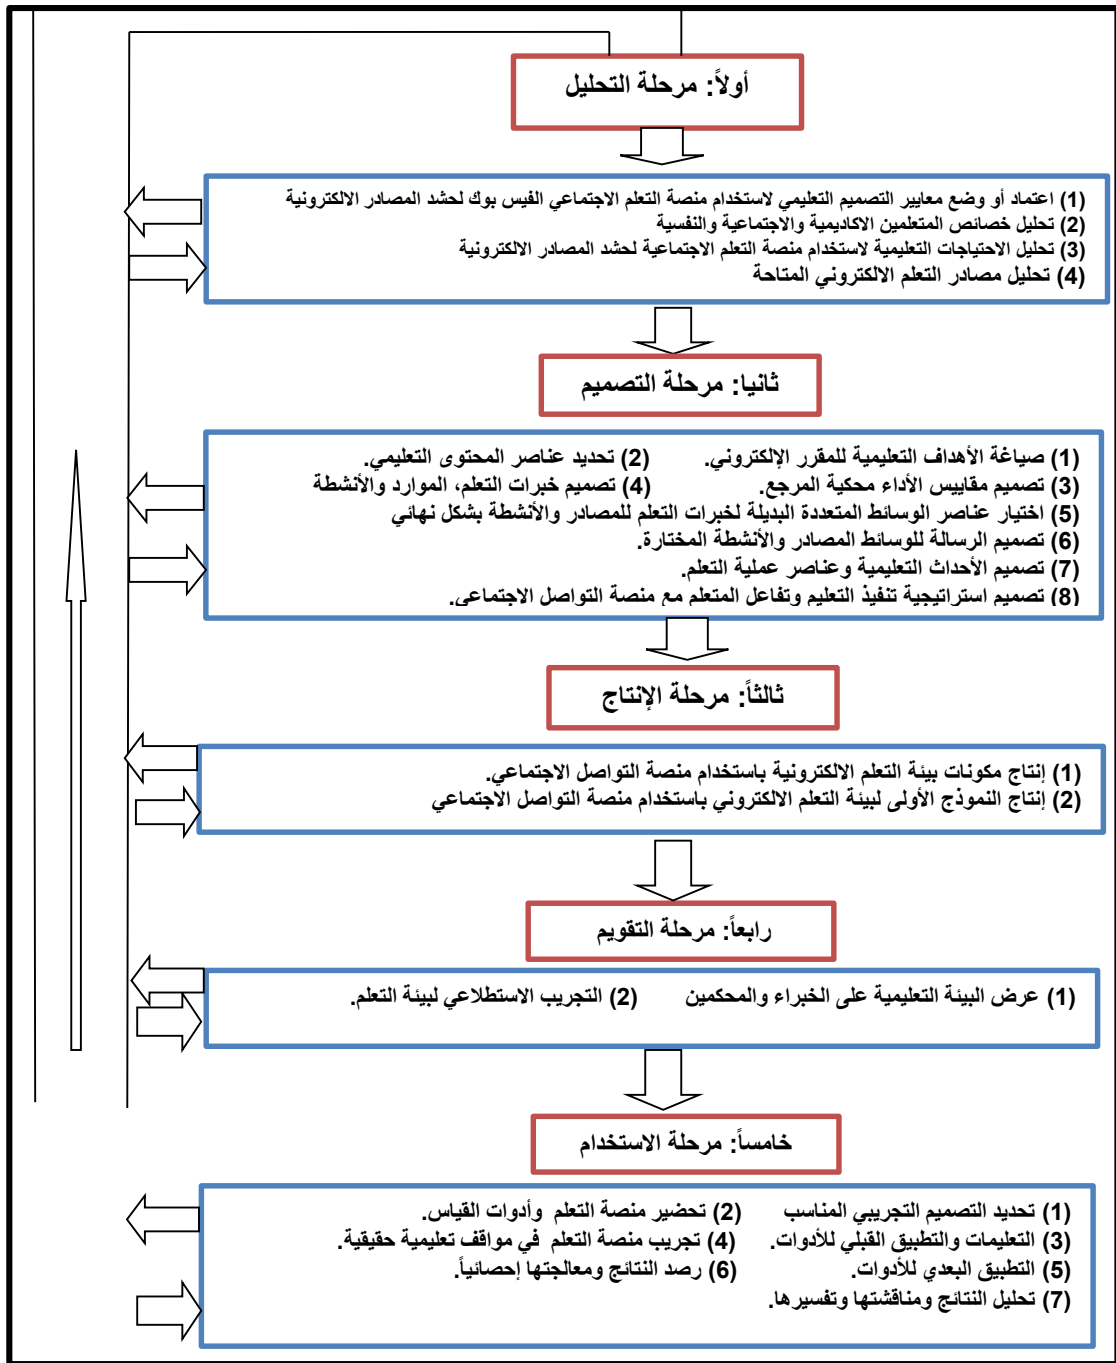 أولاً: مرحلة التحليل
(1) اعتماد أو وضع معايير التصميم التعليمي لاستخدام منصة التعلم الاجتماعي الفيس بوك لحشد المصادر الالكترونية
(2) تحليل خصائص المتعلمين الاكاديمية والاجتماعية والنفسية
(3) تحليل الاحتياجات التعليمية لاستخدام منصة التعلم الاجتماعية لحشد المصادر الالكترونية
(4) تحليل مصادر التعلم الالكتروني المتاحة
ثانيا: مرحلة التصميم
(1) صياغة الأهداف التعليمية للمقرر الإلكتروني. (2) تحديد عناصر المحتوى التعليمي.
(3) تصميم مقاييس الأداء محكية المرجع. (4) تصميم خبرات التعلم، الموارد والأنشطة
(5) اختيار عناصر الوسائط المتعددة البديلة لخبرات التعلم للمصادر والأنشطة بشكل نهائي
(6) تصميم الرسالة للوسائط المصادر والأنشطة المختارة.
(7) تصميم الأحداث التعليمية وعناصر عملية التعلم.
(8) تصميم استراتيجية تنفيذ التعليم وتفاعل المتعلم مع منصة التواصل الاجتماعي.
ثالثاً: مرحلة الإنتاج
(1) إنتاج مكونات بيئة التعلم الالكترونية باستخدام منصة التواصل الاجتماعي.
(2) إنتاج النموذج الأولى لبيئة التعلم الالكتروني باستخدام منصة التواصل الاجتماعي
رابعاً: مرحلة التقويم
(1) عرض البيئة التعليمية على الخبراء والمحكمين (2) التجريب الاستطلاعي لبيئة التعلم.
خامساً: مرحلة الاستخدام
(1) تحديد التصميم التجريبي المناسب (2) تحضير منصة التعلم وأدوات القياس.
(3) التعليمات والتطبيق القبلي للأدوات. (4) تجريب منصة التعلم في مواقف تعليمية حقيقية.
(5) التطبيق البعدي للأدوات. (6) رصد النتائج ومعالجتها إحصائياً.
(7) تحليل النتائج ومناقشتها وتفسيرها.